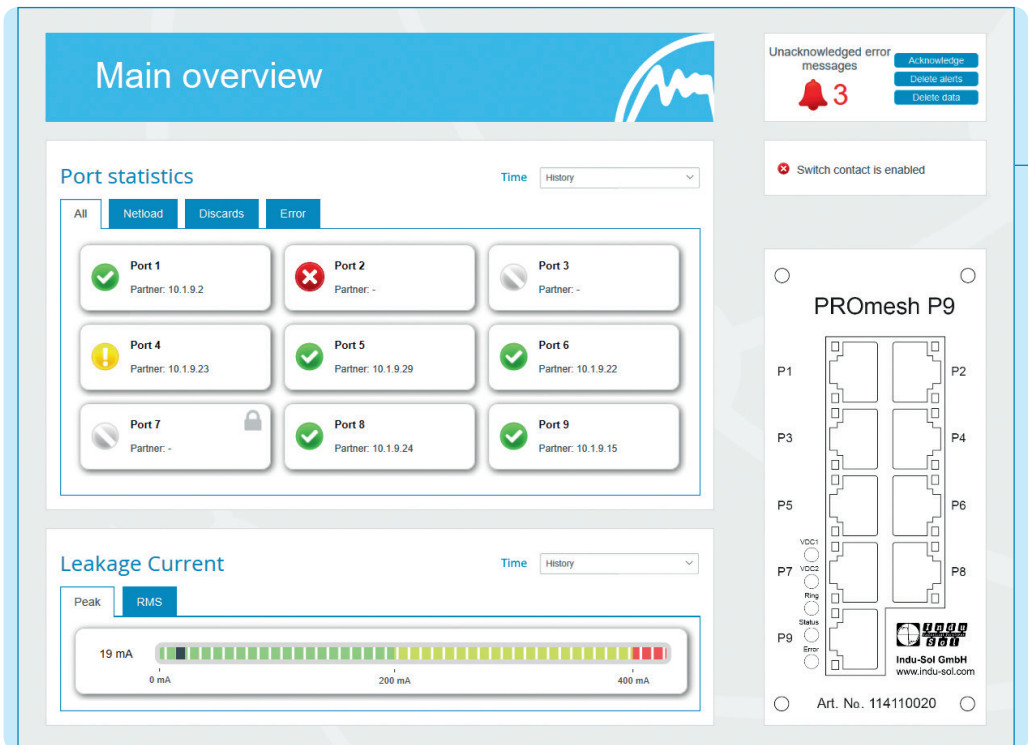 Main overview
Unacknowledged error
messages
3
Acknowledge
Delete alerts
Delete data
Switch contact is enabled
Port statistics
Time
History
All
Netload
Discards
Error
Port 1
Partner: 10.1.9.2
Port 2
Partner: -
Port 3
Partner: -
Port 4
Partner: 10.1.9.23
Port 5
Partner: 10.1.9.29
Port 6
Partner: 10.1.9.22
Port 7
Partner: -
Port 8
Partner: 10.1.9.24
Port 9
Partner: 10.1.9.15
Leakage Current
Time
History
Peak
RMS
19 mA
0 mA
200 mA
400 mA
PROmesh P9
P1
P2
P3
P4
P5
P6
VDC1
P7
VDC2
P8
Ring
Status
P9
Error
Indu
Sol
Indu-Sol GmbH
www.indu-sol.com
Art. No. 114110020